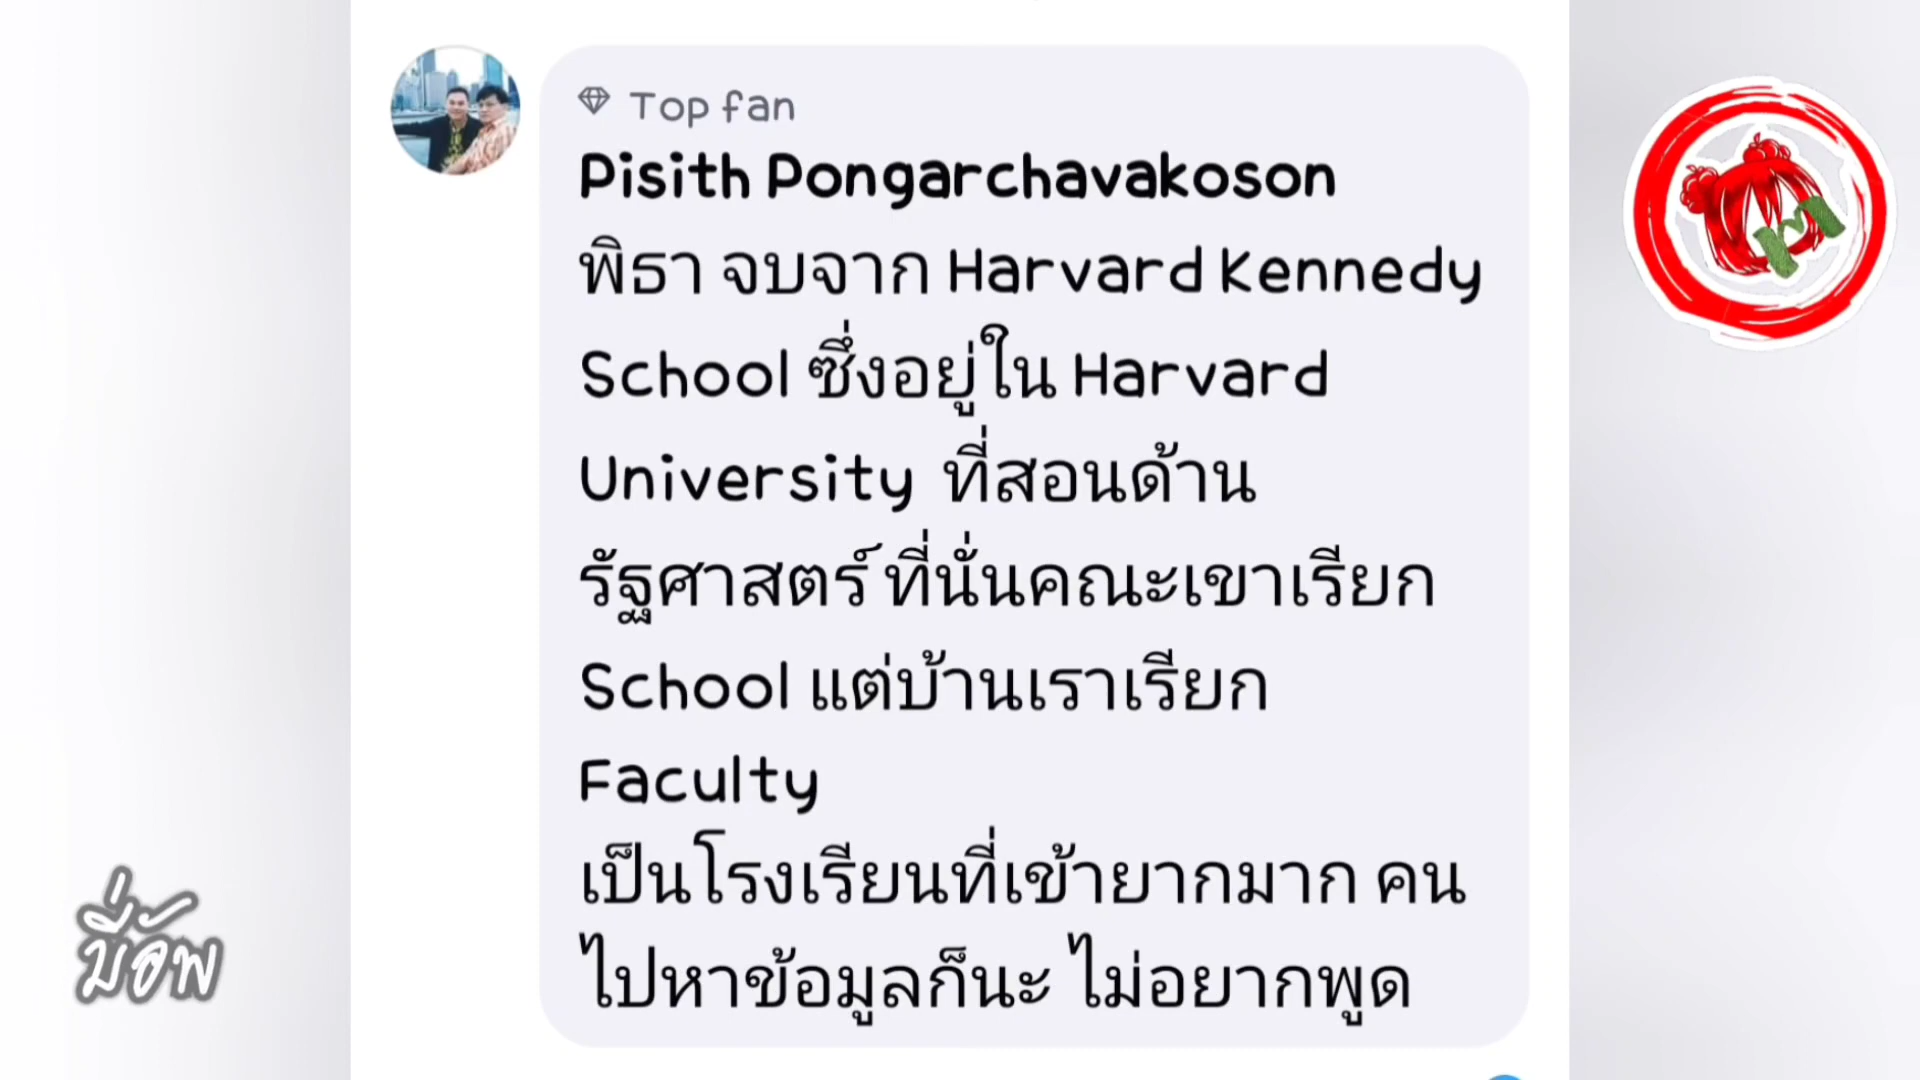 Top fan
Pisith Pongarchavakoson
พิธา จบจาก Harvard Kennedy
School ซึ่งอยู่ใน Harvard
University ที่สอนด้าน
รัฐศาสตร์ ที่นั่นคณะเขาเรียก
School แต่บ้านเราเรียก
Faculty
เป็นโรงเรียนที่เข้ายากมาก คน
ไปหาข้อมูลก็นะ ไม่อยากพูด
บี่อัพ